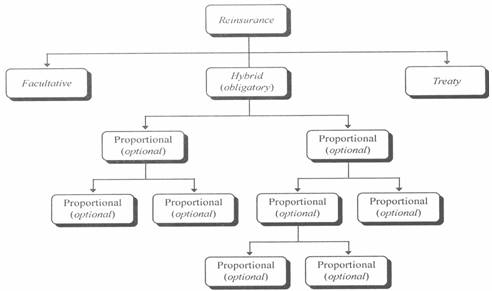 Reinsurance
Facultative
Hybrid
(obligatory)
Treaty
Proportional
(optional)
Proportional
(optional)
Proportional
(optional)
Proportional
(optional)
Proportional
(optional)
Proportional
(optional)
Proportional
(optional)
Proportional
(optional)